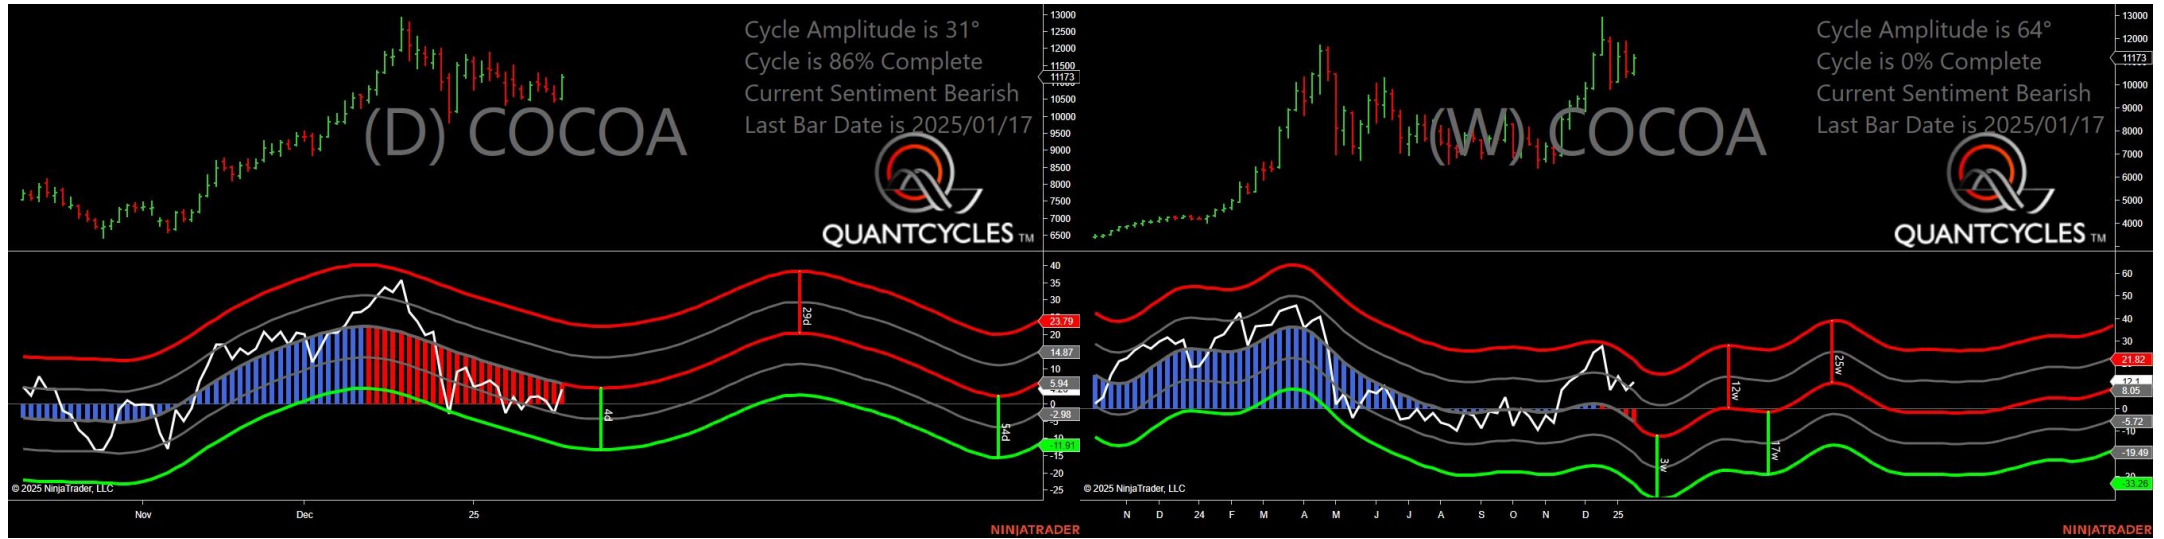 Cycle Amplitude is 31°
Cycle is 86% Complete
Current Sentiment Bearish
Last Bar Date is 2025/01/17
(D) COCOA
QUANTCYCLES TM
13000
12500
12000
11500
11173
10500
10000
9500
9000
8500
8000
7500
7000
6500
40
35
30
23.79
20
14.87
10
5.94
0
-2.98
-11.91
-15
-20
-25
29d
4d
54d
© 2025 NinjaTrader, LLC
Nov
Dec
25
NINJATRADER
Cycle Amplitude is 64°
Cycle is 0% Complete
Current Sentiment Bearish
Last Bar Date is 2025/01/17
(W) COCOA
QUANTCYCLES TM
13000
12000
11173
10000
9000
8000
7000
6000
5000
4000
60
50
40
30
21.82
12.1
8.05
0
-5.72
-10
-19.49
-33.26
12w
25w
3w
17w
© 2025 NinjaTrader, LLC
N D 24 F M A M J J A S O N D 25
NINJATRADER